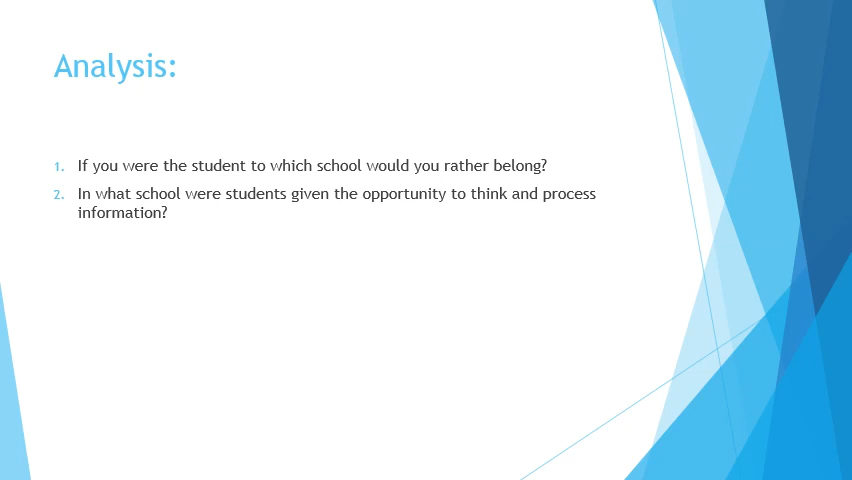 Analysis:
1. If you were the student to which school would you rather belong?
2. In what school were students given the opportunity to think and process
information?